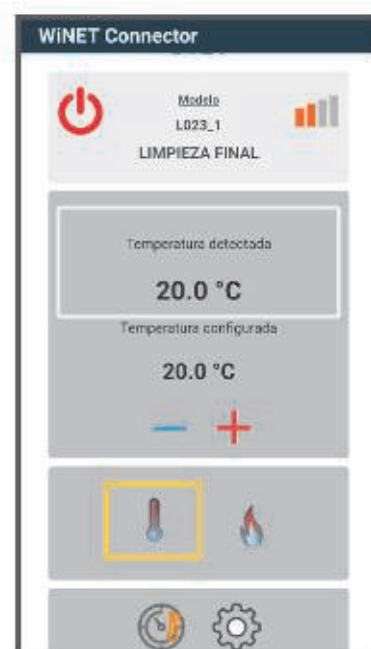 WiNET Connector
Modelo
L023_1
LIMPIEZA FINAL
Temperatura detectada
20.0 °C
Temperatura configurada
20.0 °C